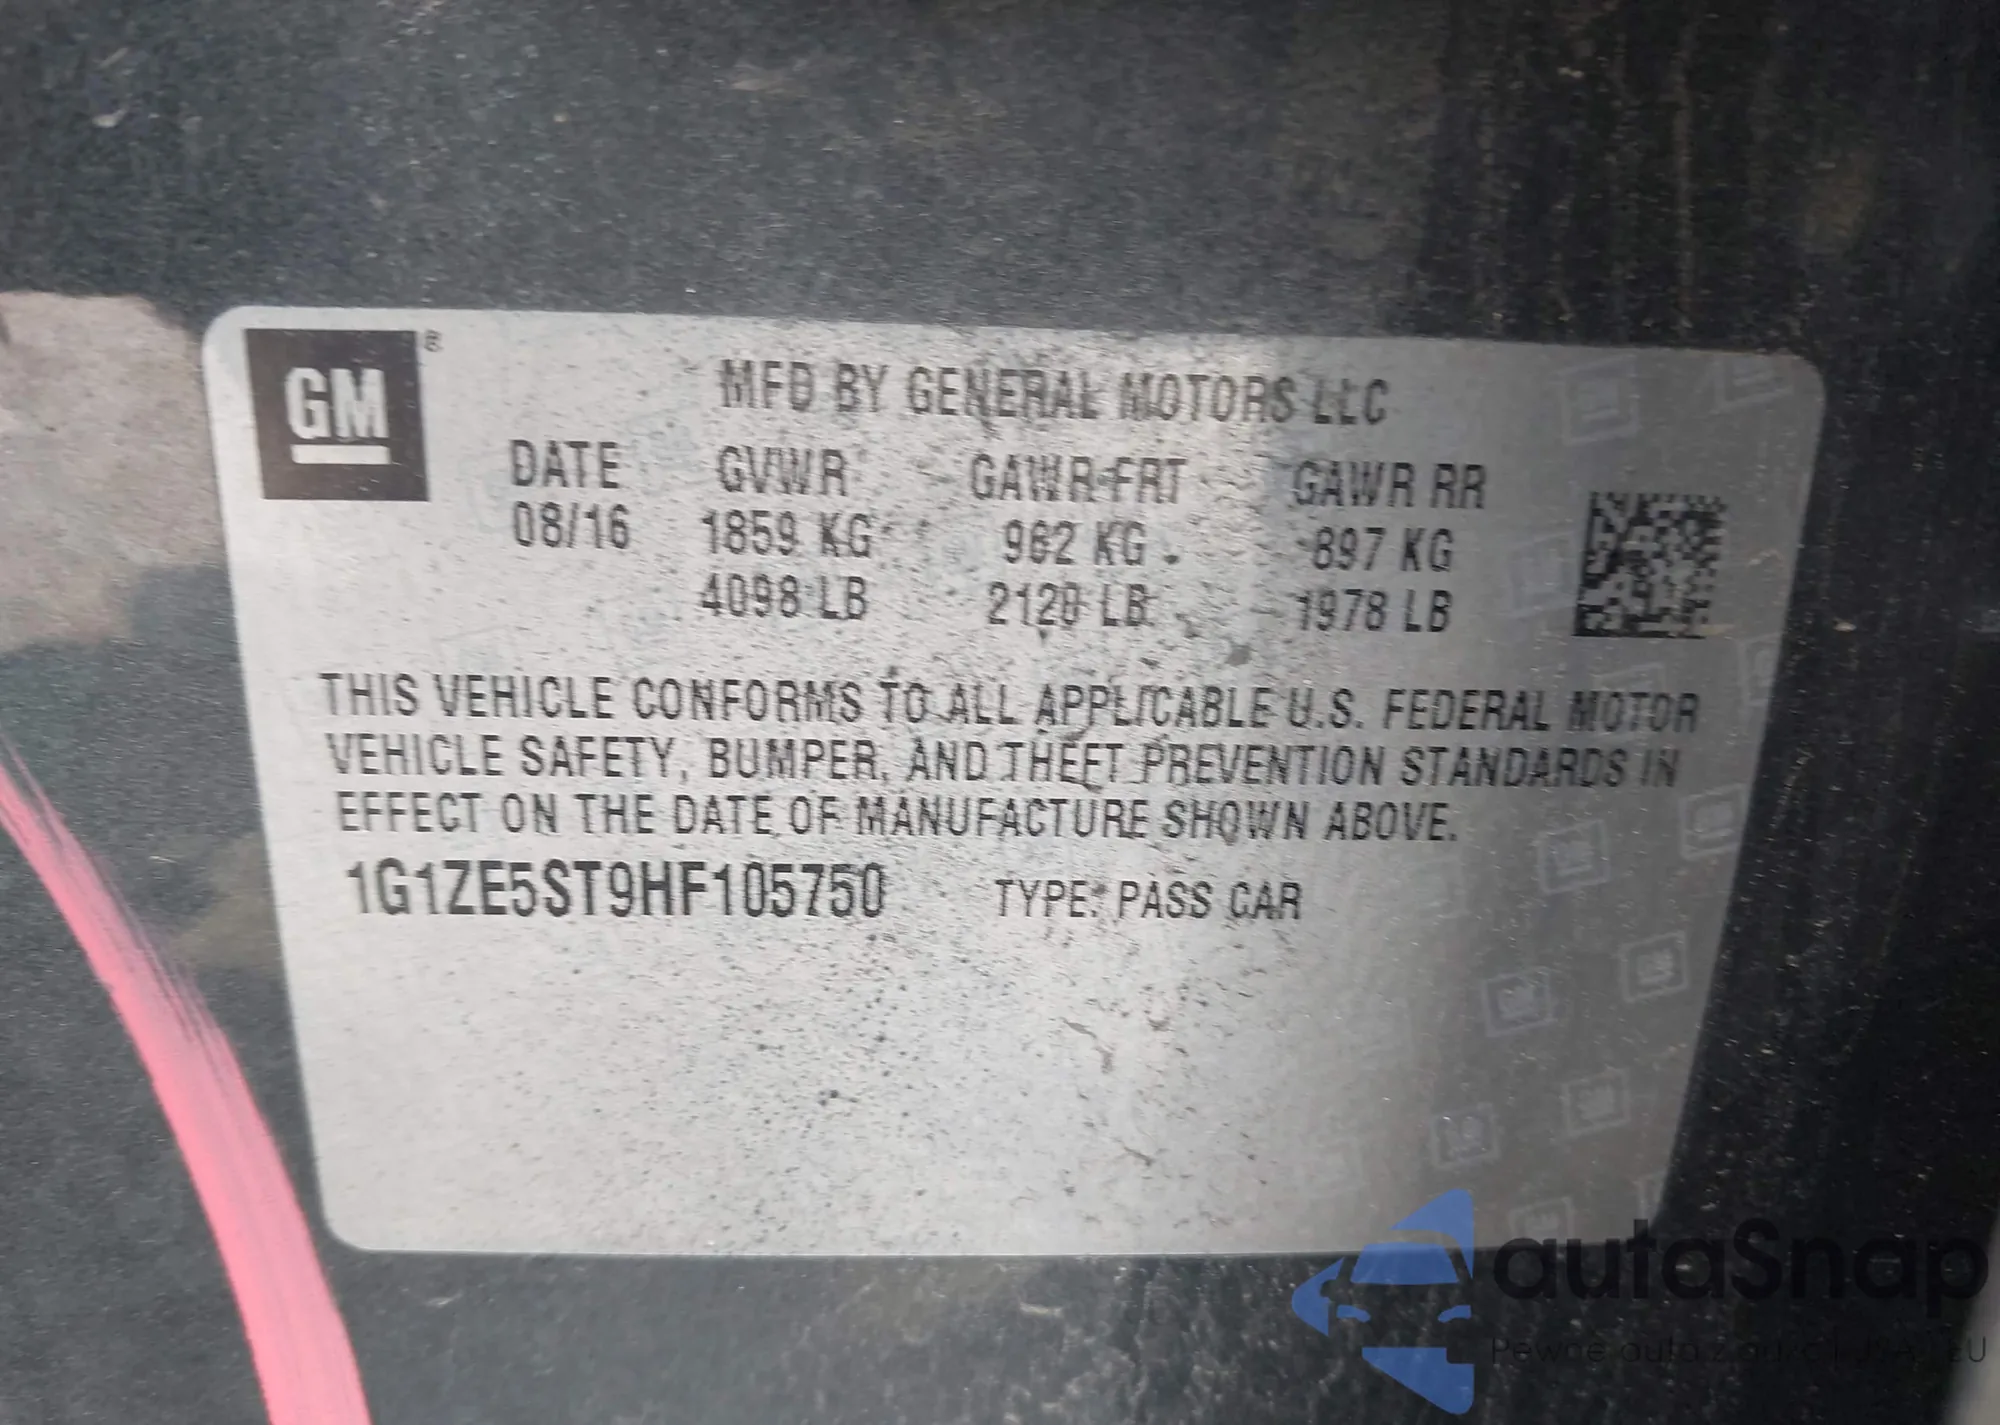 GM®
MFD BY GENERAL MOTORS LLC
DATE GVWR GAWR FRT GAWR RR
08/16 1859 KG 962 KG 897 KG
4098 LB 2120 LB 1978 LB
THIS VEHICLE CONFORMS TO ALL APPLICABLE U.S. FEDERAL MOTOR
VEHICLE SAFETY, BUMPER, AND THEFT PREVENTION STANDARDS IN
EFFECT ON THE DATE OF MANUFACTURE SHOWN ABOVE.
1G1ZE5ST9HF105750 TYPE: PASS CAR
autaSnap
Pewne auta z